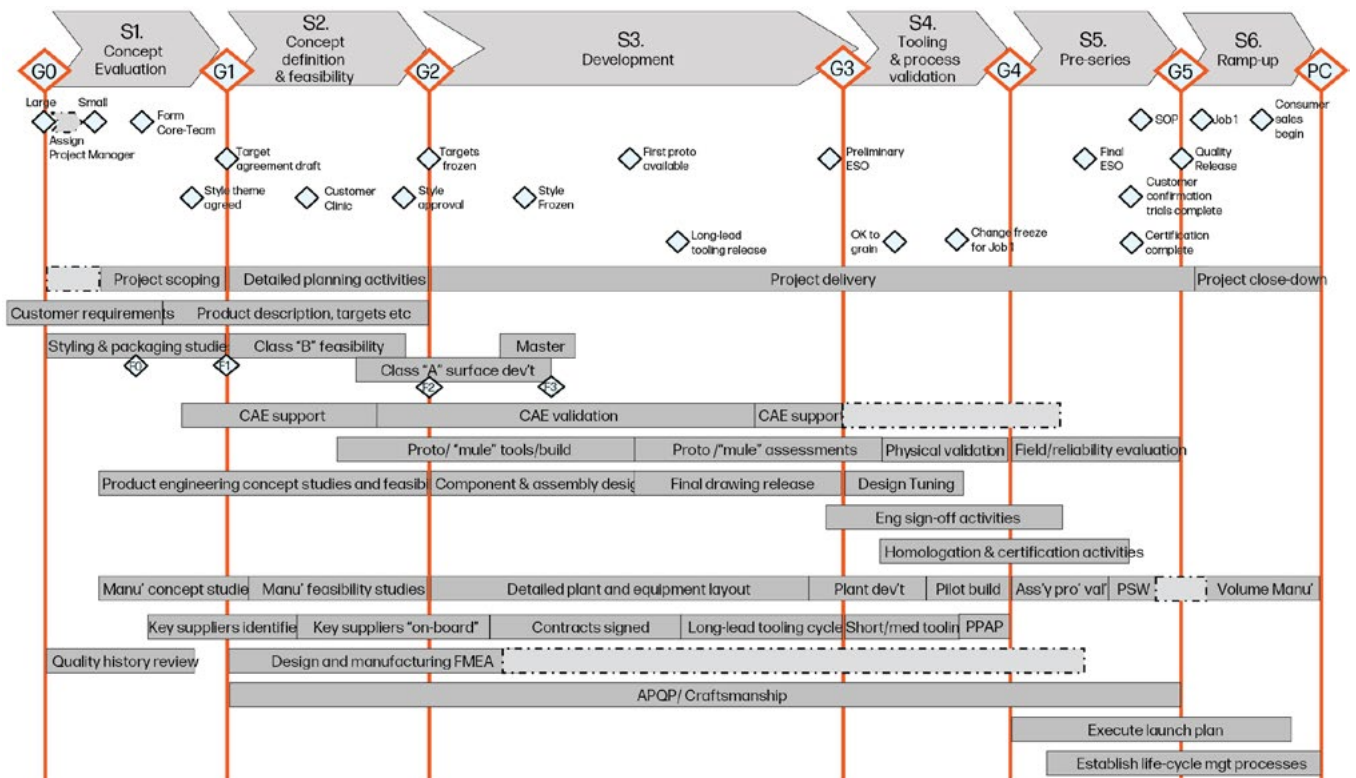 S1.
Concept
Evaluation
S2.
Concept
definition
& feasibility
S3.
Development
S4.
Tooling
& process
validation
S5.
Pre-series
S6.
Ramp-up
G0
G1
G2
G3
G4
G5
PC
Large
Small
Assign
Project Manager
Form
Core-Team
SOP
Job 1
Consumer
sales
begin
Target
agreement draft
Targets
frozen
First proto
available
Preliminary
ESO
Final
ESO
Quality
Release
Style theme
agreed
Customer
Clinic
Style
approval
Style
Frozen
Customer
confirmation
trials complete
Long-lead
tooling release
OK to
grain
Change freeze
for Job 1
Certification
complete
Project scoping
Detailed planning activities
Project delivery
Project close-down
Customer requirements
Product description, targets etc
Styling & packaging studie
Class "B" feasibility
Master
F0
F1
Class "A" surface dev't
F2
F3
CAE support
CAE validation
CAE support
Proto/ "mule" tools/build
Proto /"mule" assessments
Physical validation
Field/reliability evaluation
Product engineering concept studies and feasibi
Component & assembly desig
Final drawing release
Design Tuning
Eng sign-off activities
Homologation & certification activities
Manu' concept studie
Manu' feasibility studies
Detailed plant and equipment layout
Plant dev't
Pilot build
Ass'y pro' val'
PSW
Volume Manu'
Key suppliers identifie
Key suppliers "on-board"
Contracts signed
Long-lead tooling cycle
Short/med toolin
PPAP
Quality history review
Design and manufacturing FMEA
APQP/ Craftsmanship
Execute launch plan
Establish life-cycle mgt processes